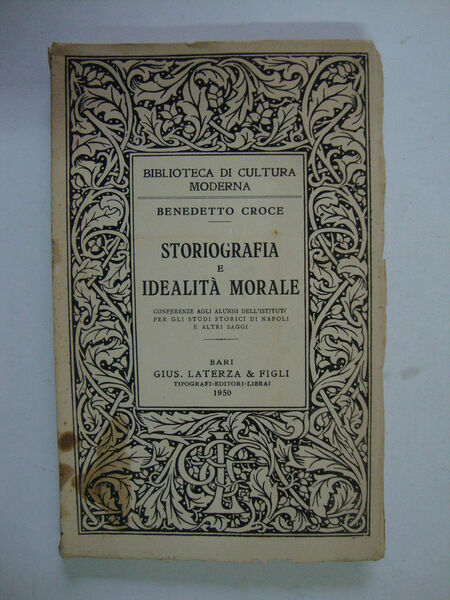 BIBLIOTECA DI CULTURA
MODERNA
BENEDETTO CROCE
STORIOGRAFIA
E
IDEALITÀ MORALE
CONFERENZE AGLI ALUNNI DELL'ISTITUTO
PER GLI STUDI STORICI DI NAPOLI
E ALTRI SAGGI
BARI
GIUS. LATERZA & FIGLI
TIPOGRAFI-EDITORI-LIBRAI
1950